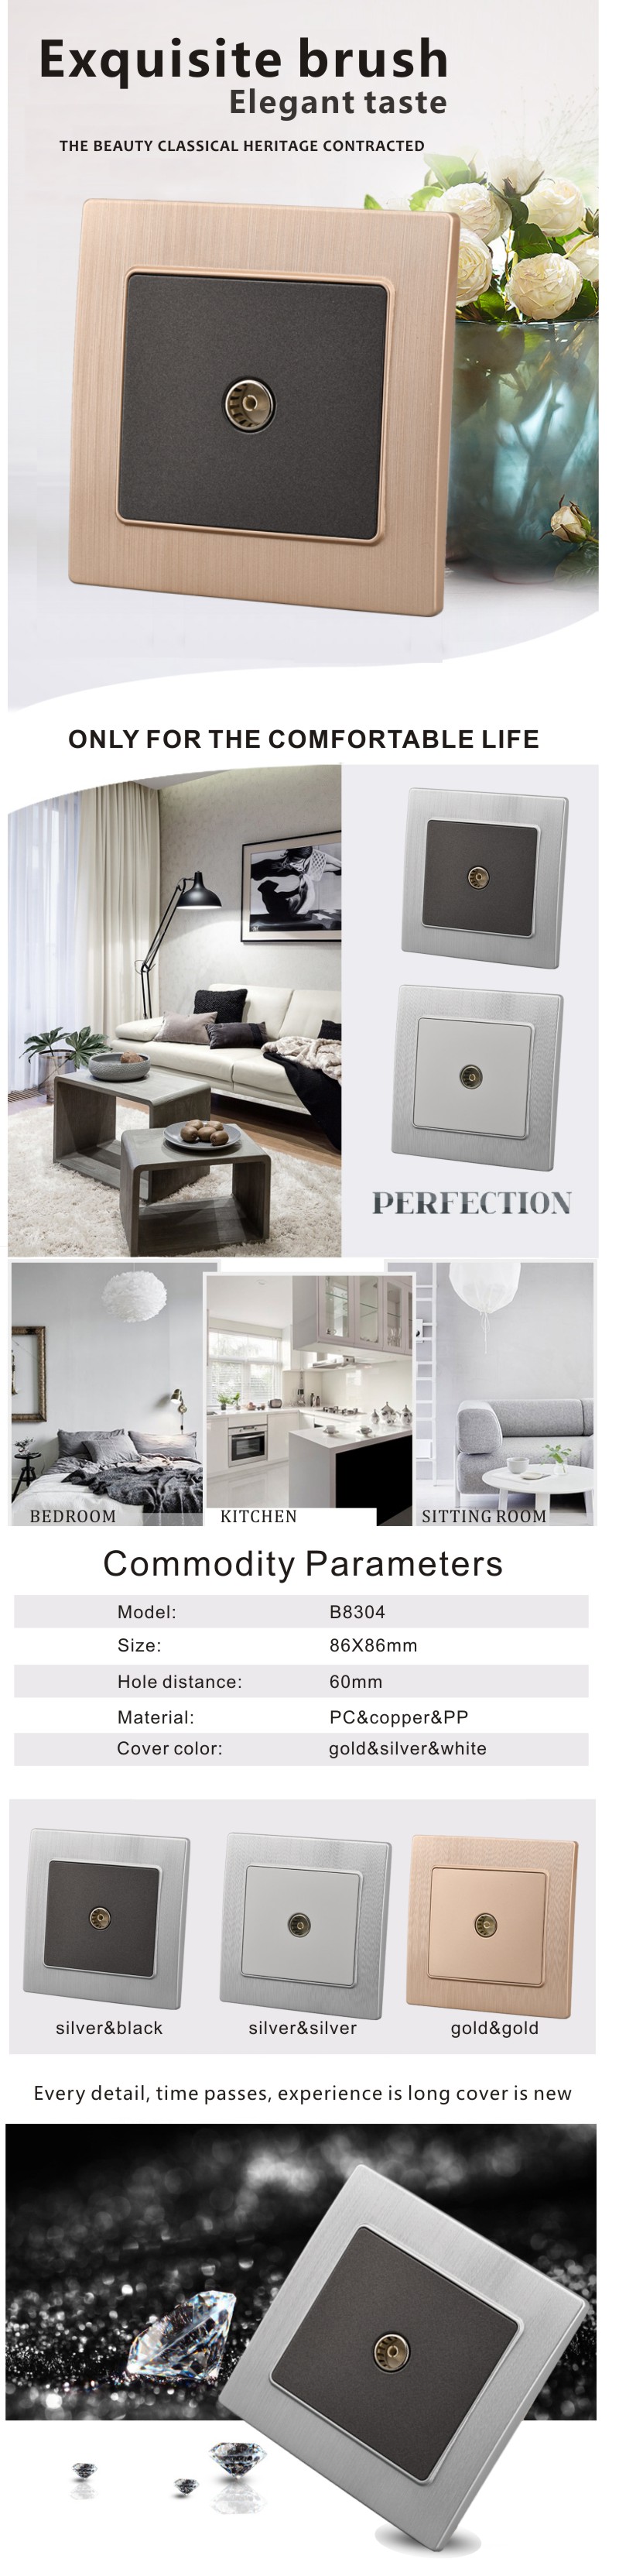 Exquisite brush
Elegant taste
THE BEAUTY CLASSICAL HERITAGE CONTRACTED
ONLY FOR THE COMFORTABLE LIFE
PERFECTION
BEDROOM
KITCHEN
SITTING ROOM
Commodity Parameters
Model: B8304
Size: 86X86mm
Hole distance: 60mm
Material: PC&copper&PP
Cover color: gold&silver&white
silver&black
silver&silver
gold&gold
Every detail, time passes, experience is long cover is new